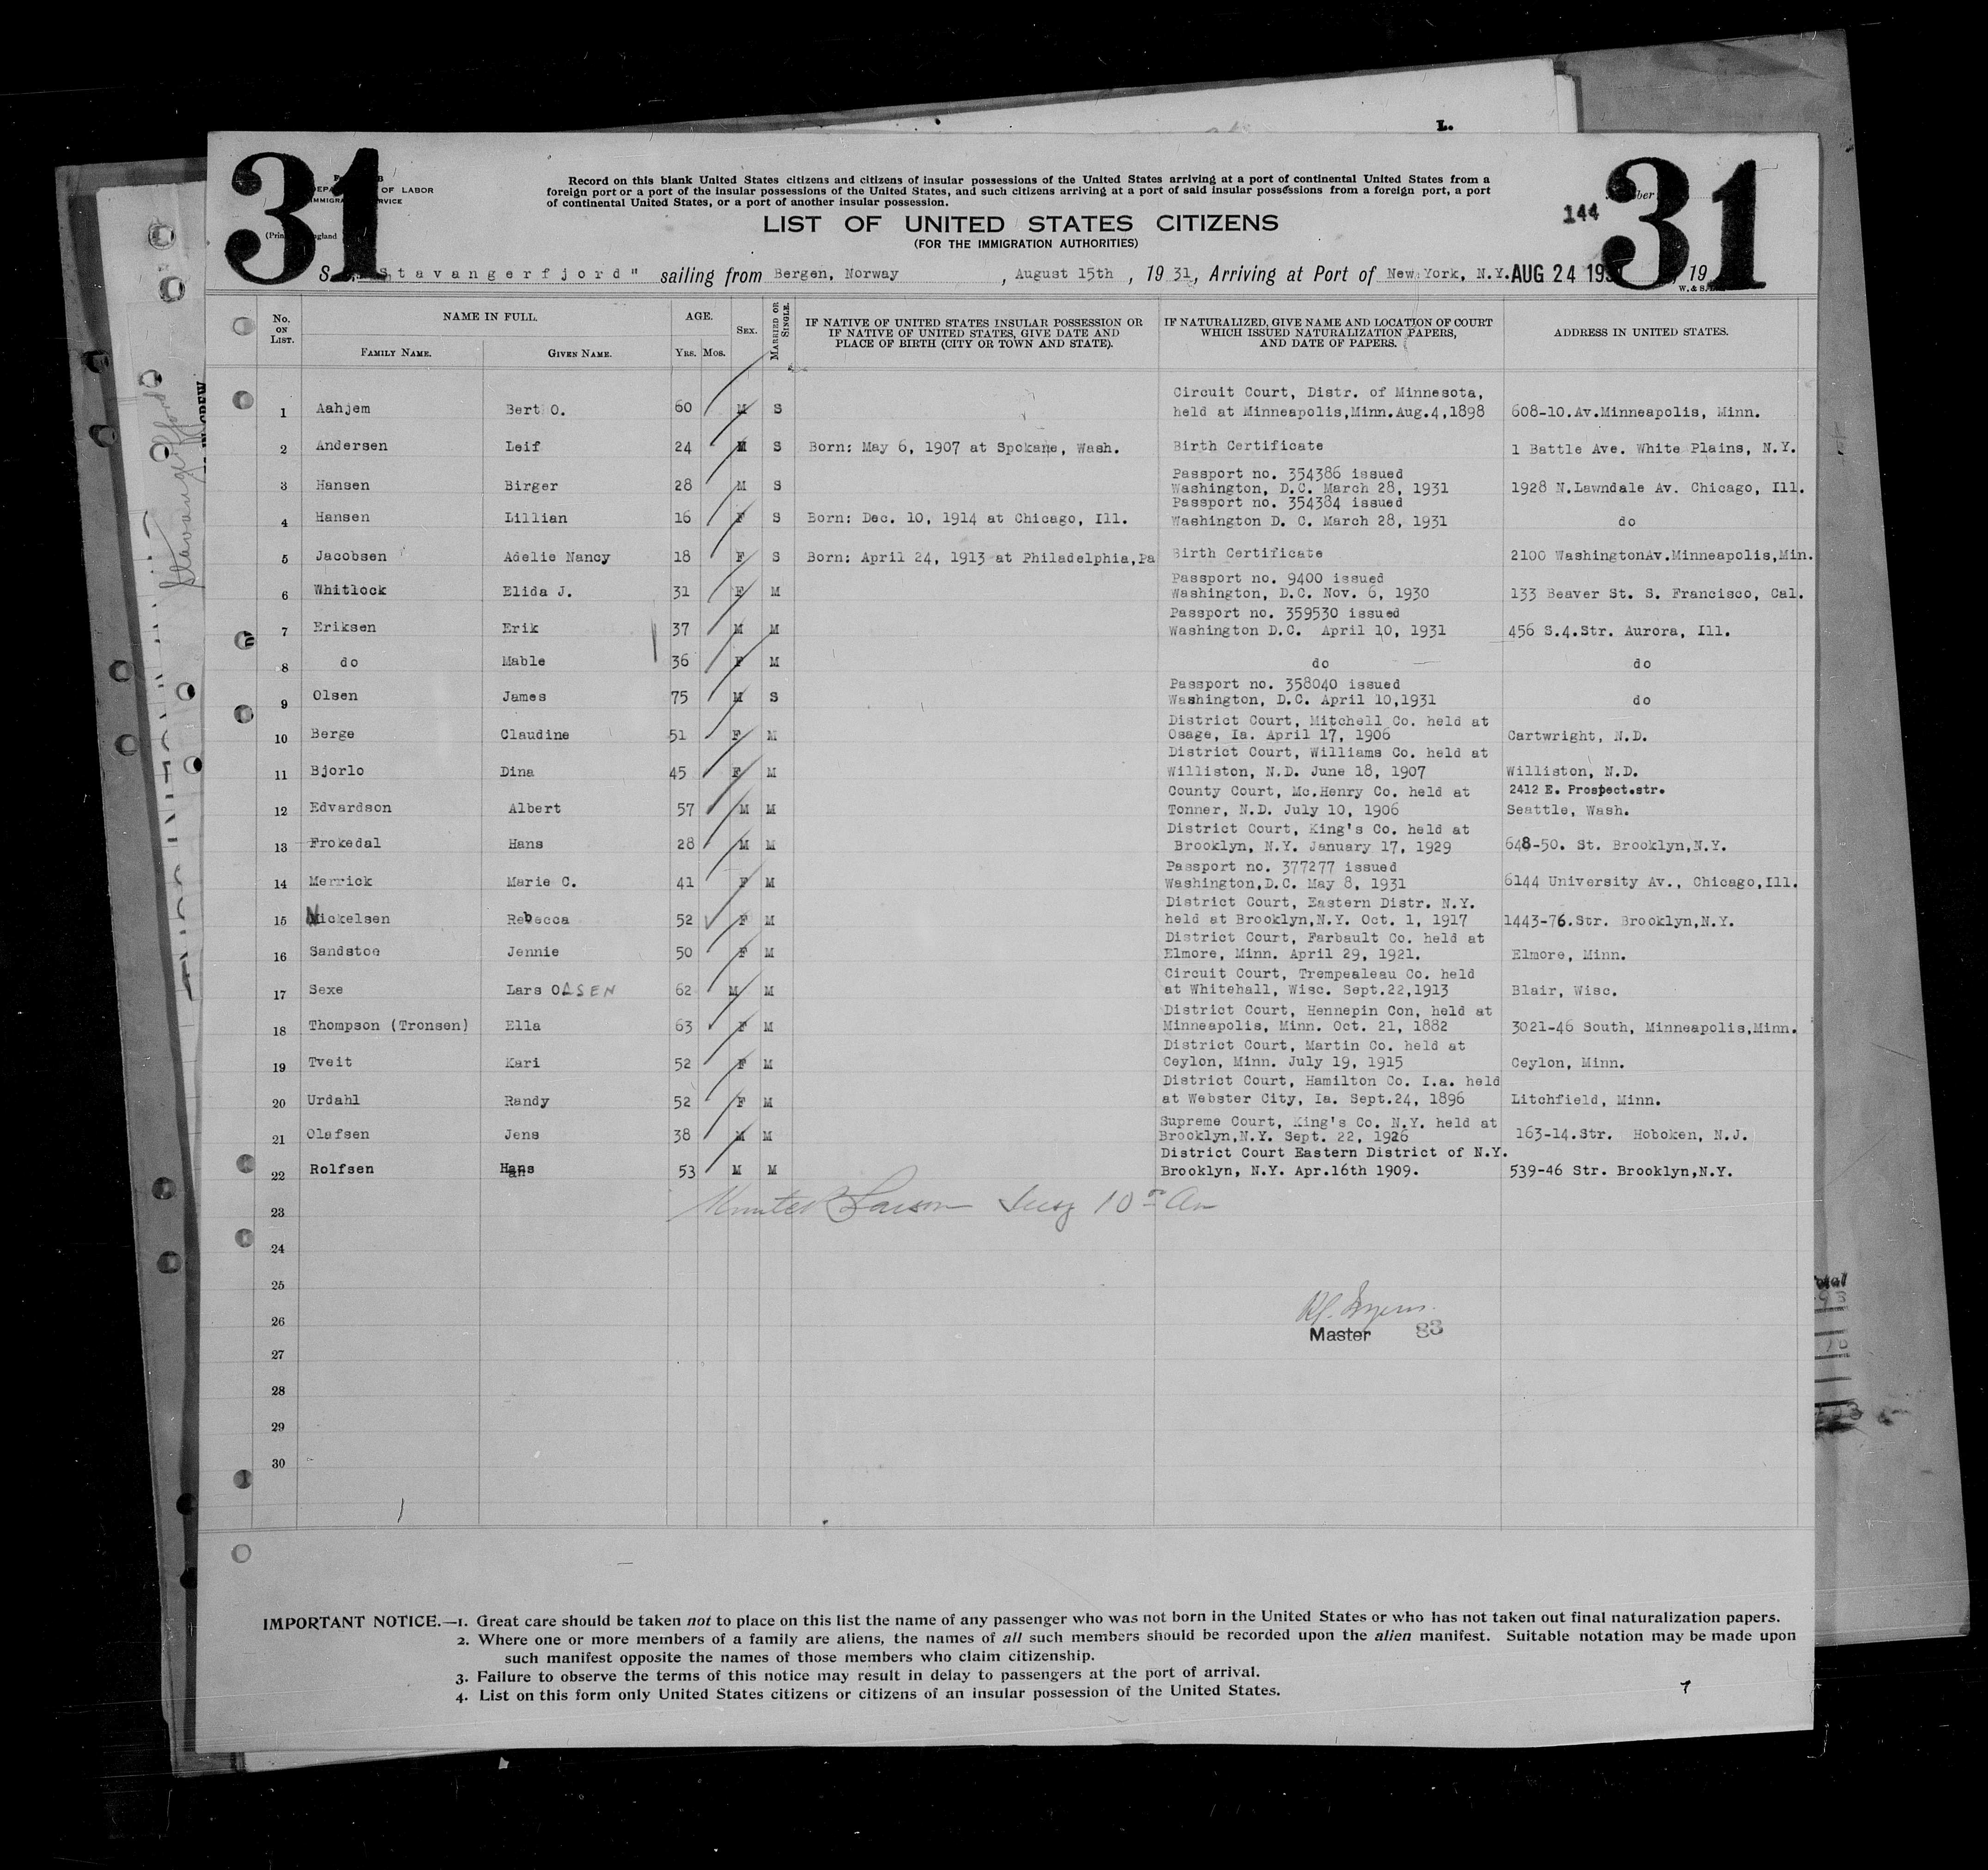 L.
31
31
OF LABOR
144
Record on this blank United States citizens and citizens of insular possessions of the United States arriving at a port of continental United States from a
foreign port or a port of the insular possessions of the United States, and such citizens arriving at a port of said insular possessions from a foreign port, a port
of continental United States, or a port of another insular possession.
LIST OF UNITED STATES CITIZENS
(FOR THE IMMIGRATION AUTHORITIES)
Stavangerfjord" sailing from Bergen, Norway, August 15th, 19 31, Arriving at Port of New York, N.Y. AUG 24 19 , 19
No. ON LIST.
NAME IN FULL.
FAMILY NAME.
GIVEN NAME.
AGE.
YRS. MOS.
SEX.
MARRIED OR SINGLE.
IF NATIVE OF UNITED STATES INSULAR POSSESSION OR
IF NATIVE OF UNITED STATES, GIVE DATE AND
PLACE OF BIRTH (CITY OR TOWN AND STATE).
IF NATURALIZED, GIVE NAME AND LOCATION OF COURT
WHICH ISSUED NATURALIZATION PAPERS,
AND DATE OF PAPERS.
ADDRESS IN UNITED STATES.
Circuit Court, Distr. of Minnesota,
1 Aahjem Bert O. 60 M S held at Minneapolis,Minn.Aug.4,1898 608-10.Av.Minneapolis, Minn.
2 Andersen Leif 24 M S Born: May 6, 1907 at Spokane, Wash. Birth Certificate 1 Battle Ave. White Plains, N.Y.
Passport no. 354386 issued
3 Hansen Birger 28 M S Washington, D.C. March 28, 1931 1928 N.Lawndale Av. Chicago, Ill.
Passport no. 354384 issued
4 Hansen Lillian 16 F S Born: Dec. 10, 1914 at Chicago, Ill. Washington D. C. March 28, 1931 do
5 Jacobsen Adelie Nancy 18 F S Born: April 24, 1913 at Philadelphia,Pa Birth Certificate 2100 WashingtonAv.Minneapolis,Min.
Passport no. 9400 issued
6 Whitlock Elida J. 31 F M Washington, D.C. Nov. 6, 1930 133 Beaver St. S. Francisco, Cal.
Passport no. 359530 issued
7 Eriksen Erik 37 M M Washington D.C. April 10, 1931 456 S.4.Str. Aurora, Ill.
8 do Mable 36 F M do do
Passport no. 358040 issued
9 Olsen James 75 M S Washington, D.C. April 10,1931 do
District Court, Mitchell Co. held at
10 Berge Claudine 51 F M Osage, Ia. April 17, 1906 Cartwright, N.D.
District Court, Williams Co. held at
11 Bjorlo Dina 45 F M Williston, N.D. June 18, 1907 Williston, N.D.
County Court, Mc.Henry Co. held at 2412 E. Prospect.str.
12 Edvardson Albert 57 M M Tonner, N.D. July 10, 1906 Seattle, Wash.
District Court, King's Co. held at
13 Frokedal Hans 28 M M Brooklyn, N.Y. January 17, 1929 648-50. St. Brooklyn,N.Y.
Passport no. 377277 issued
14 Merrick Marie C. 41 F M Washington,D.C. May 8, 1931 6144 University Av., Chicago,Ill.
District Court, Eastern Distr. N.Y.
15 Nickelsen Rebecca 52 F M held at Brooklyn,N.Y. Oct. 1, 1917 1443-76.Str. Brooklyn,N.Y.
District Court, Farbault Co. held at
16 Sandstoe Jennie 50 F M Elmore, Minn. April 29, 1921. Elmore, Minn.
Circuit Court, Trempealeau Co. held
17 Sexe Lars OLSEN 62 M M at Whitehall, Wisc. Sept.22,1913 Blair, Wisc.
District Court, Hennepin Con, held at
18 Thompson (Tronsen) Ella 63 F M Minneapolis, Minn. Oct. 21, 1882 3021-46 South, Minneapolis,Minn.
District Court, Martin Co. held at
19 Tveit Kari 52 F M Ceylon, Minn. July 19, 1915 Ceylon, Minn.
District Court, Hamilton Co. I.a. held
20 Urdahl Randy 52 F M at Webster City, Ia. Sept.24, 1896 Litchfield, Minn.
Supreme Court, King's Co. N.Y. held at
21 Olafsen Jens 38 M M Brooklyn,N.Y. Sept. 22, 1926 163-14.Str. Hoboken, N.J.
District Court Eastern District of N.Y.
22 Rolfsen Hans 53 M M Brooklyn, N.Y. Apr.16th 1909. 539-46 Str. Brooklyn,N.Y.
23
24
25
26
Master 83
27
28
29
30
IMPORTANT NOTICE.—1. Great care should be taken not to place on this list the name of any passenger who was not born in the United States or who has not taken out final naturalization papers.
2. Where one or more members of a family are aliens, the names of all such members should be recorded upon the alien manifest. Suitable notation may be made upon
such manifest opposite the names of those members who claim citizenship.
3. Failure to observe the terms of this notice may result in delay to passengers at the port of arrival.
4. List on this form only United States citizens or citizens of an insular possession of the United States.